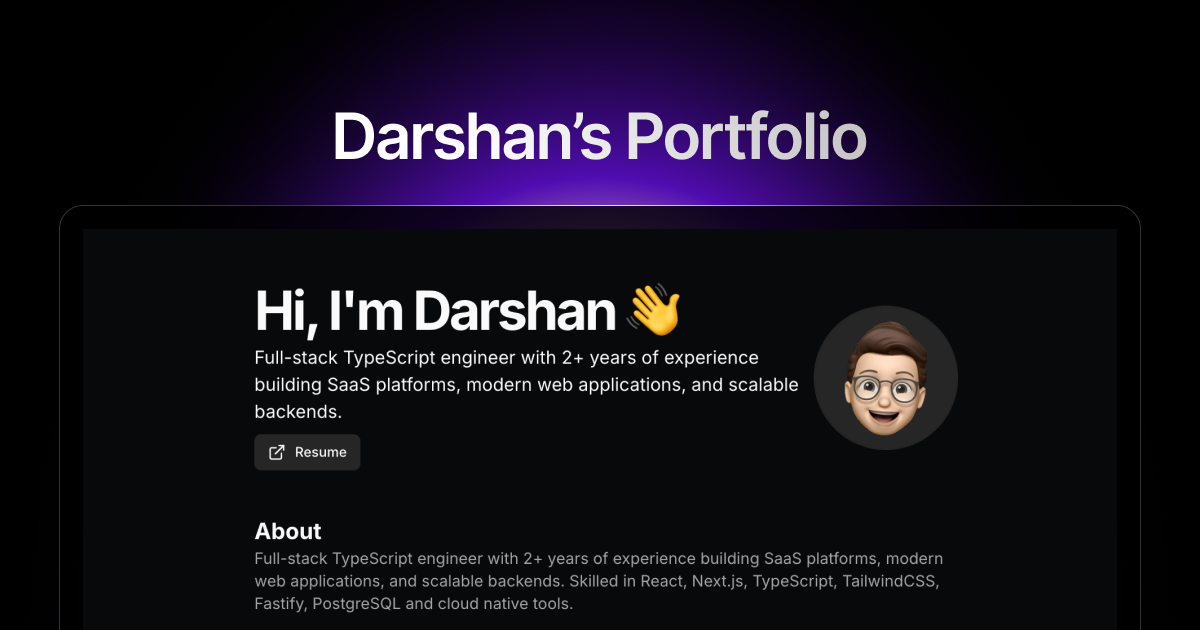 Darshan’s Portfolio
Hi, I'm Darshan 👋
Full-stack TypeScript engineer with 2+ years of experience
building SaaS platforms, modern web applications, and scalable
backends.
Resume
About
Full-stack TypeScript engineer with 2+ years of experience building SaaS platforms, modern
web applications, and scalable backends. Skilled in React, Next.js, TypeScript, TailwindCSS,
Fastify, PostgreSQL and cloud native tools.